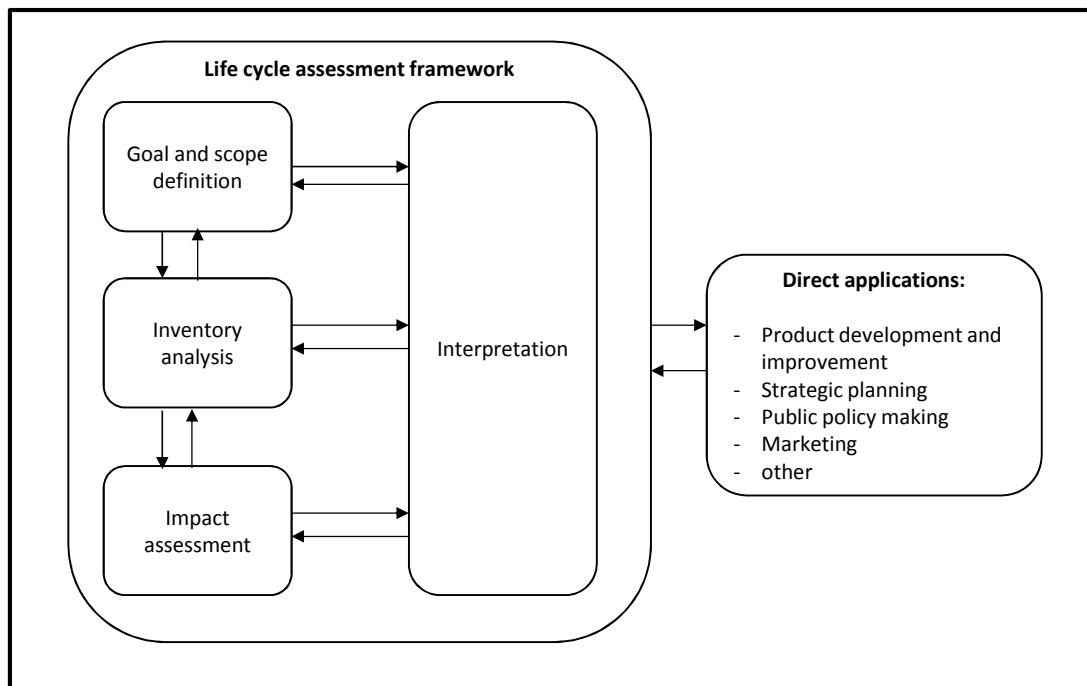 Life cycle assessment framework
Goal and scope
definition
Inventory
analysis
Impact
assessment
Interpretation
Direct applications:
- Product development and
improvement
- Strategic planning
- Public policy making
- Marketing
- other